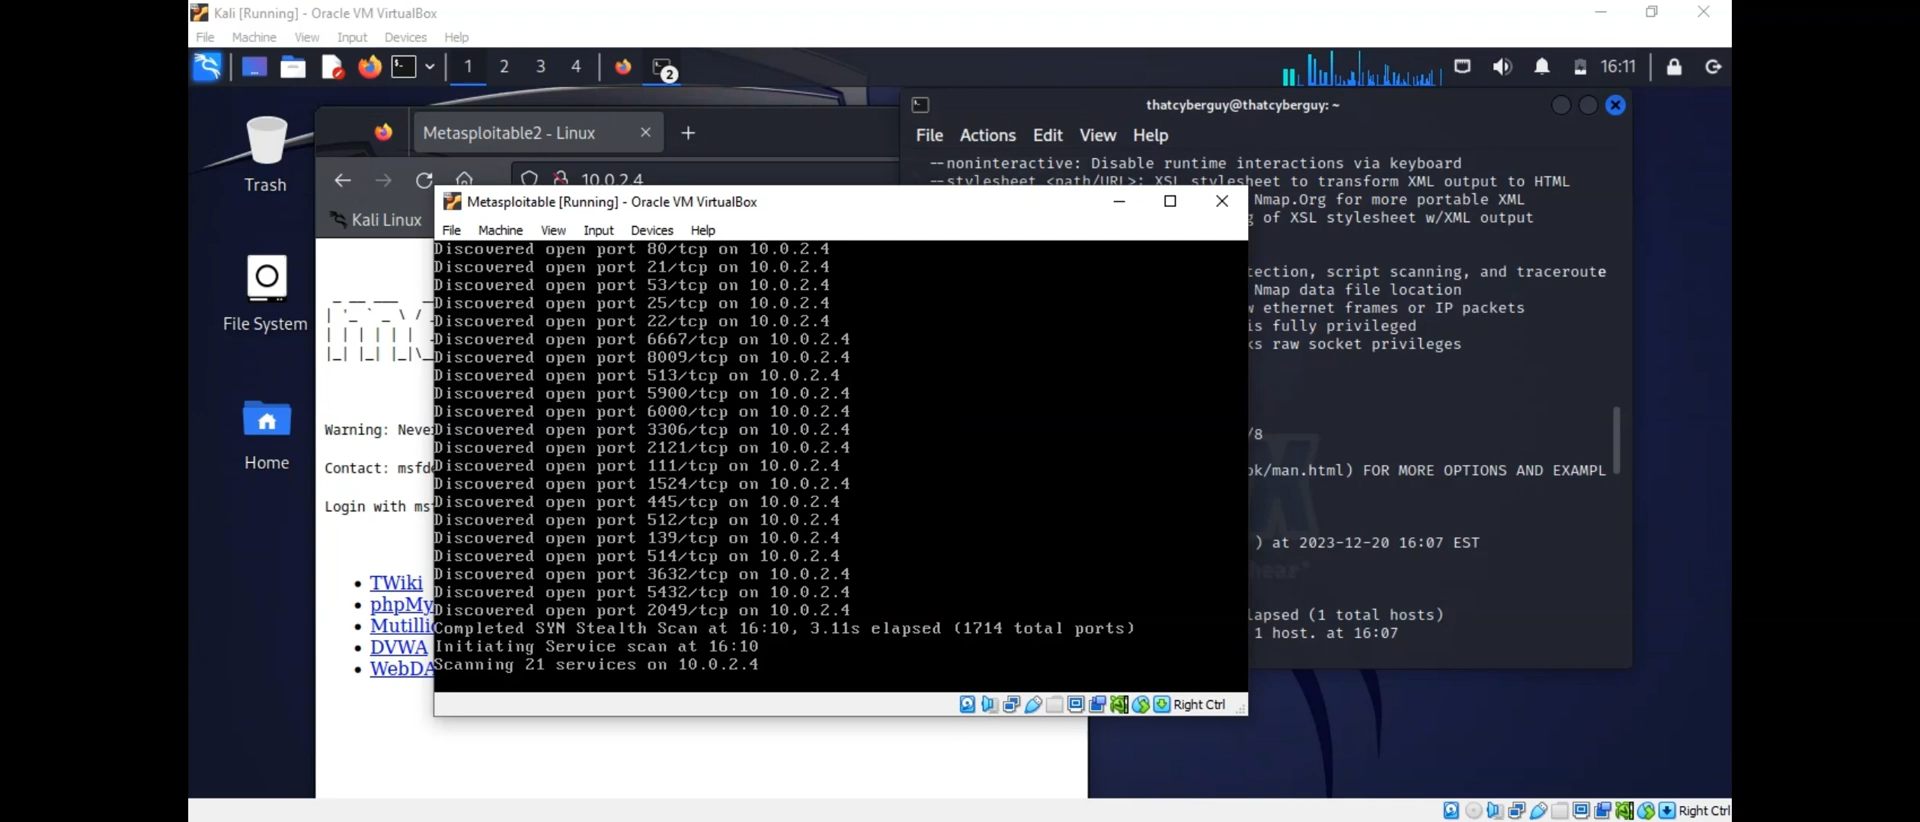 Kali [Running] - Oracle VM VirtualBox
File Machine View Input Devices Help
1 2 3 4
2
16:11
Trash
File System
Home
Metasploitable2 - Linux
10.0.2.4
Kali Linux
Warning: Neve
Contact: msfde
Login with ms
TWiki
phpMy
Mutilli
DVWA
WebDA
thatcyberguy@thatcyberguy: ~
File Actions Edit View Help
--noninteractive: Disable runtime interactions via keyboard
--stylesheet <path/URL>: XSL stylesheet to transform XML output to HTML
Nmap.Org for more portable XML
g of XSL stylesheet w/XML output
tection, script scanning, and traceroute
Nmap data file location
w ethernet frames or IP packets
is fully privileged
ks raw socket privileges
/8
ok/man.html) FOR MORE OPTIONS AND EXAMPL
) at 2023-12-20 16:07 EST
lapsed (1 total hosts)
1 host. at 16:07
Metasploitable [Running] - Oracle VM VirtualBox
File Machine View Input Devices Help
Discovered open port 80/tcp on 10.0.2.4
Discovered open port 21/tcp on 10.0.2.4
Discovered open port 53/tcp on 10.0.2.4
Discovered open port 25/tcp on 10.0.2.4
Discovered open port 22/tcp on 10.0.2.4
Discovered open port 6667/tcp on 10.0.2.4
Discovered open port 8009/tcp on 10.0.2.4
Discovered open port 513/tcp on 10.0.2.4
Discovered open port 5900/tcp on 10.0.2.4
Discovered open port 6000/tcp on 10.0.2.4
Discovered open port 3306/tcp on 10.0.2.4
Discovered open port 2121/tcp on 10.0.2.4
Discovered open port 111/tcp on 10.0.2.4
Discovered open port 1524/tcp on 10.0.2.4
Discovered open port 445/tcp on 10.0.2.4
Discovered open port 512/tcp on 10.0.2.4
Discovered open port 139/tcp on 10.0.2.4
Discovered open port 514/tcp on 10.0.2.4
Discovered open port 3632/tcp on 10.0.2.4
Discovered open port 5432/tcp on 10.0.2.4
Discovered open port 2049/tcp on 10.0.2.4
Completed SYN Stealth Scan at 16:10, 3.11s elapsed (1714 total ports)
Initiating Service scan at 16:10
Scanning 21 services on 10.0.2.4
Right Ctrl
Right Ctrl